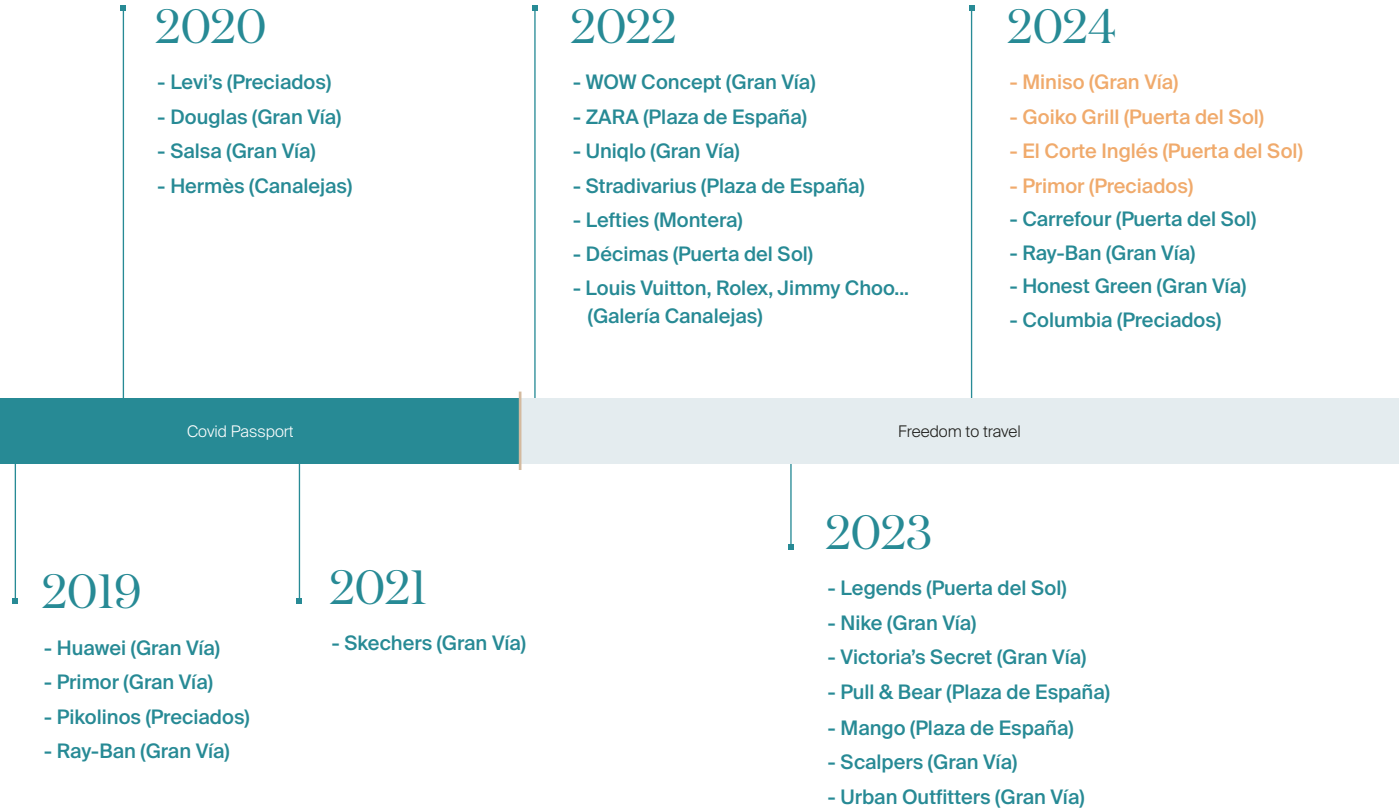 2020
- Levi’s (Preciados)
- Douglas (Gran Vía)
- Salsa (Gran Vía)
- Hermès (Canalejas)
2022
- WOW Concept (Gran Vía)
- ZARA (Plaza de España)
- Uniqlo (Gran Vía)
- Stradivarius (Plaza de España)
- Lefties (Montera)
- Décimas (Puerta del Sol)
- Louis Vuitton, Rolex, Jimmy Choo...
(Galería Canalejas)
2024
- Miniso (Gran Vía)
- Goiko Grill (Puerta del Sol)
- El Corte Inglés (Puerta del Sol)
- Primor (Preciados)
- Carrefour (Puerta del Sol)
- Ray-Ban (Gran Vía)
- Honest Green (Gran Vía)
- Columbia (Preciados)
Covid Passport
Freedom to travel
2019
- Huawei (Gran Vía)
- Primor (Gran Vía)
- Pikolinos (Preciados)
- Ray-Ban (Gran Vía)
2021
- Skechers (Gran Vía)
2023
- Legends (Puerta del Sol)
- Nike (Gran Vía)
- Victoria’s Secret (Gran Vía)
- Pull & Bear (Plaza de España)
- Mango (Plaza de España)
- Scalpers (Gran Vía)
- Urban Outfitters (Gran Vía)